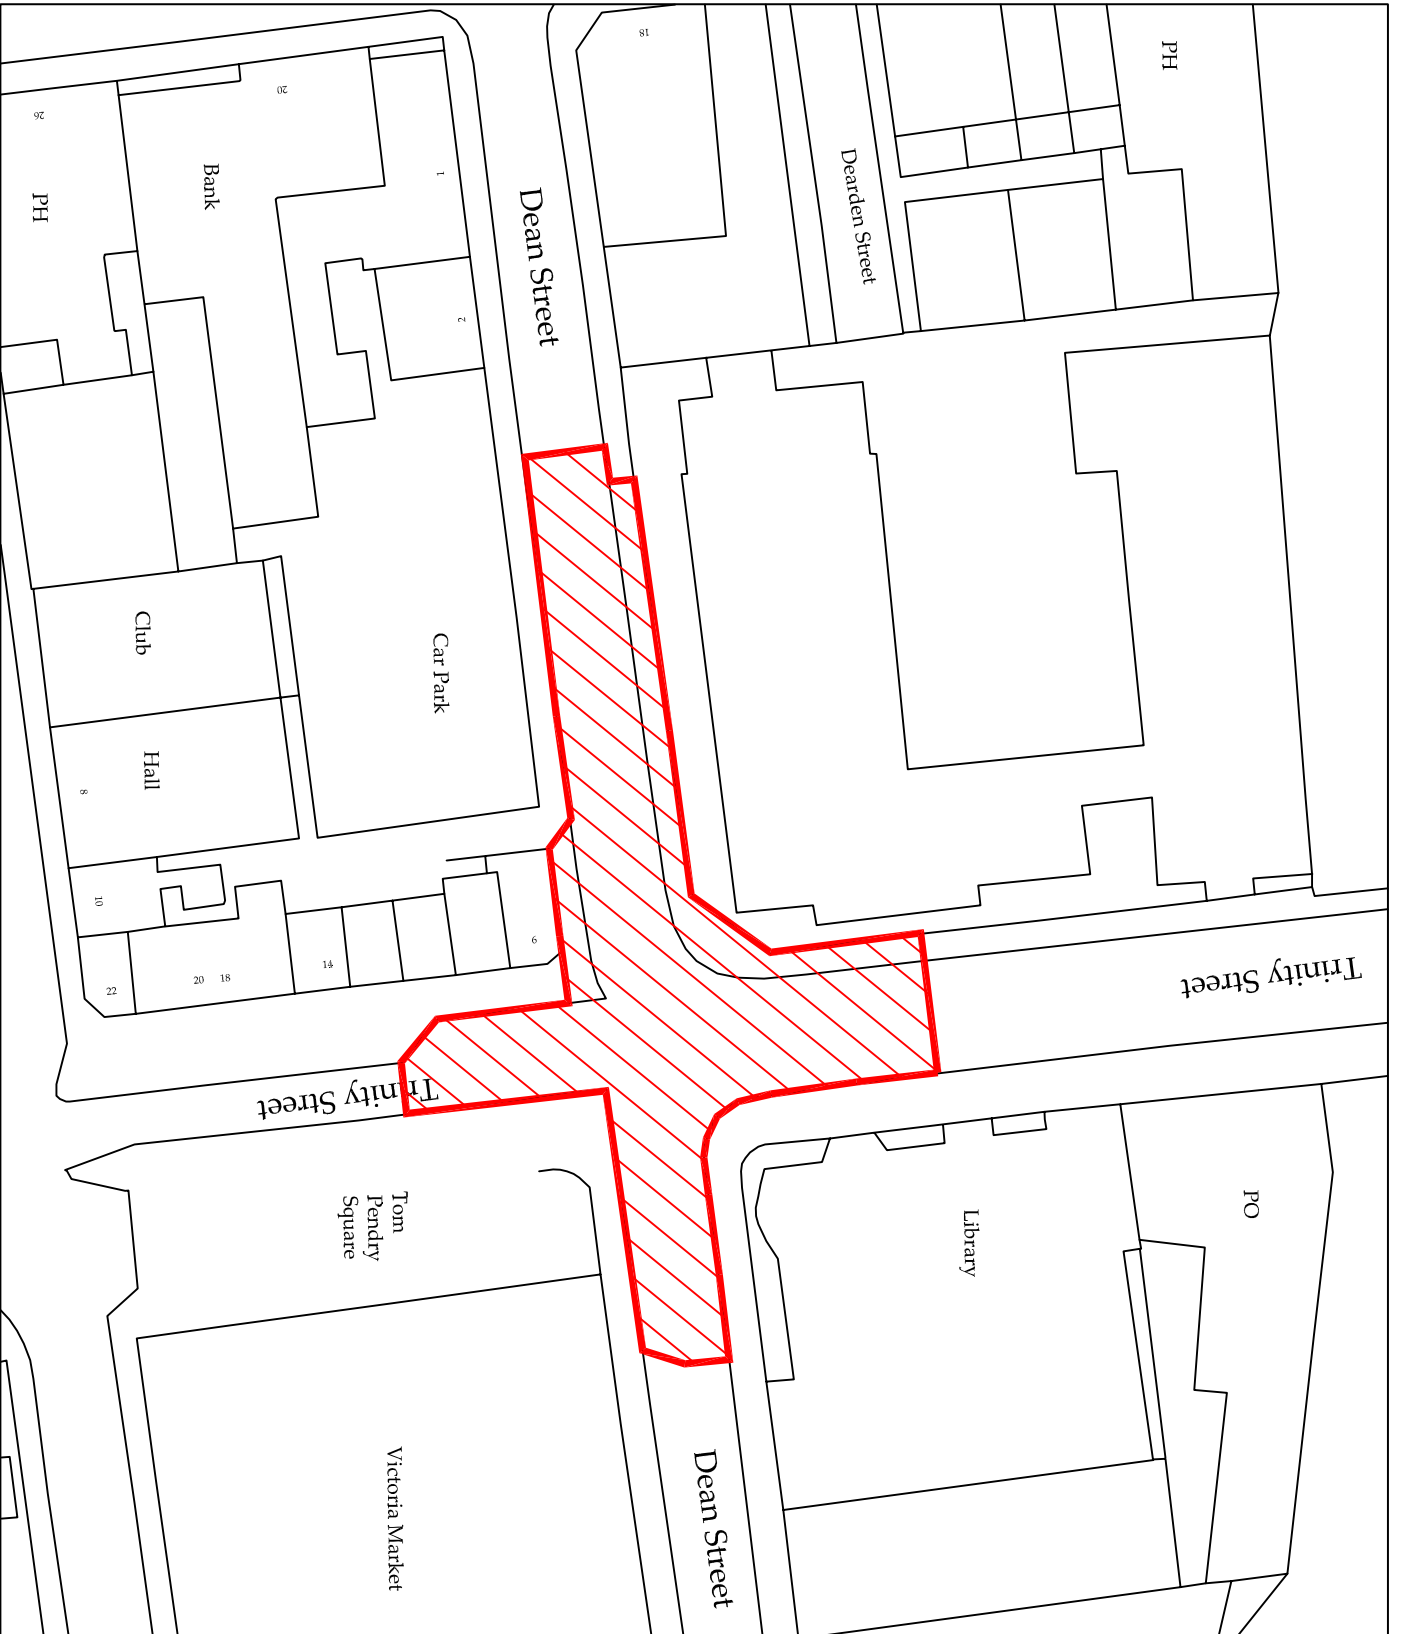 18
PH
20
26
Bank
PH
1
Dearden Street
Dean Street
2
Club
Car Park
Hall
8
10
6
14
20
18
22
Trinity Street
Trinity Street
Tom
Pendry
Square
PO
Library
Victoria Market
Dean Street